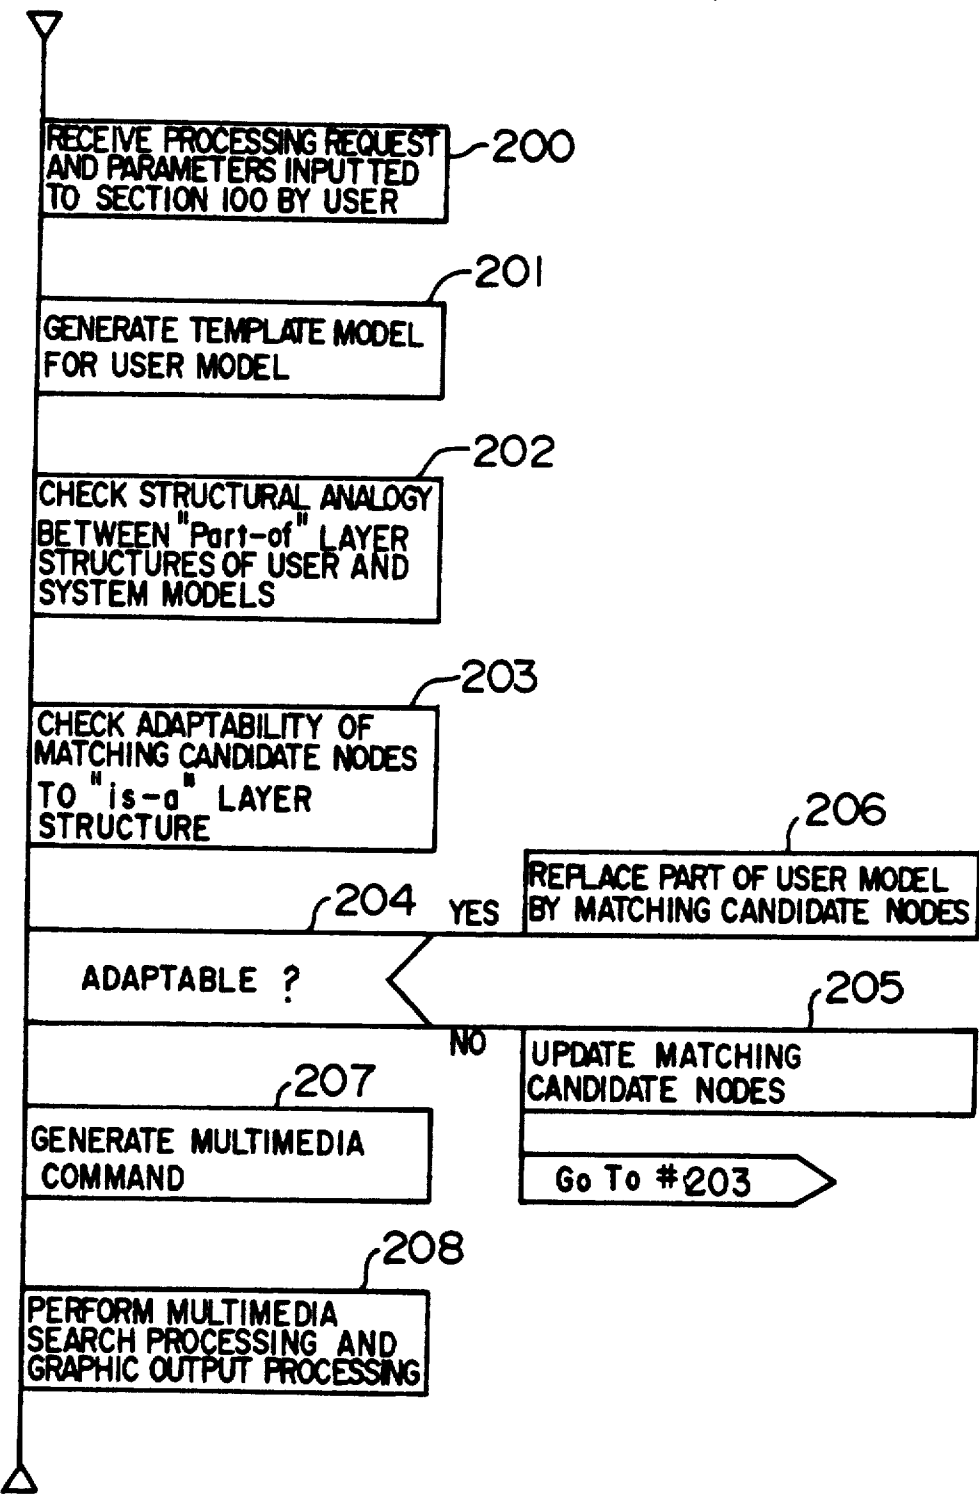 200
RECEIVE PROCESSING REQUEST
AND PARAMETERS INPUTTED
TO SECTION 100 BY USER
201
GENERATE TEMPLATE MODEL
FOR USER MODEL
202
CHECK STRUCTURAL ANALOGY
BETWEEN "Part-of" LAYER
STRUCTURES OF USER AND
SYSTEM MODELS
203
CHECK ADAPTABILITY OF
MATCHING CANDIDATE NODES
TO "is-a" LAYER
STRUCTURE
204
ADAPTABLE ?
YES
206
REPLACE PART OF USER MODEL
BY MATCHING CANDIDATE NODES
NO
205
UPDATE MATCHING
CANDIDATE NODES
Go To #203
207
GENERATE MULTIMEDIA
COMMAND
208
PERFORM MULTIMEDIA
SEARCH PROCESSING AND
GRAPHIC OUTPUT PROCESSING